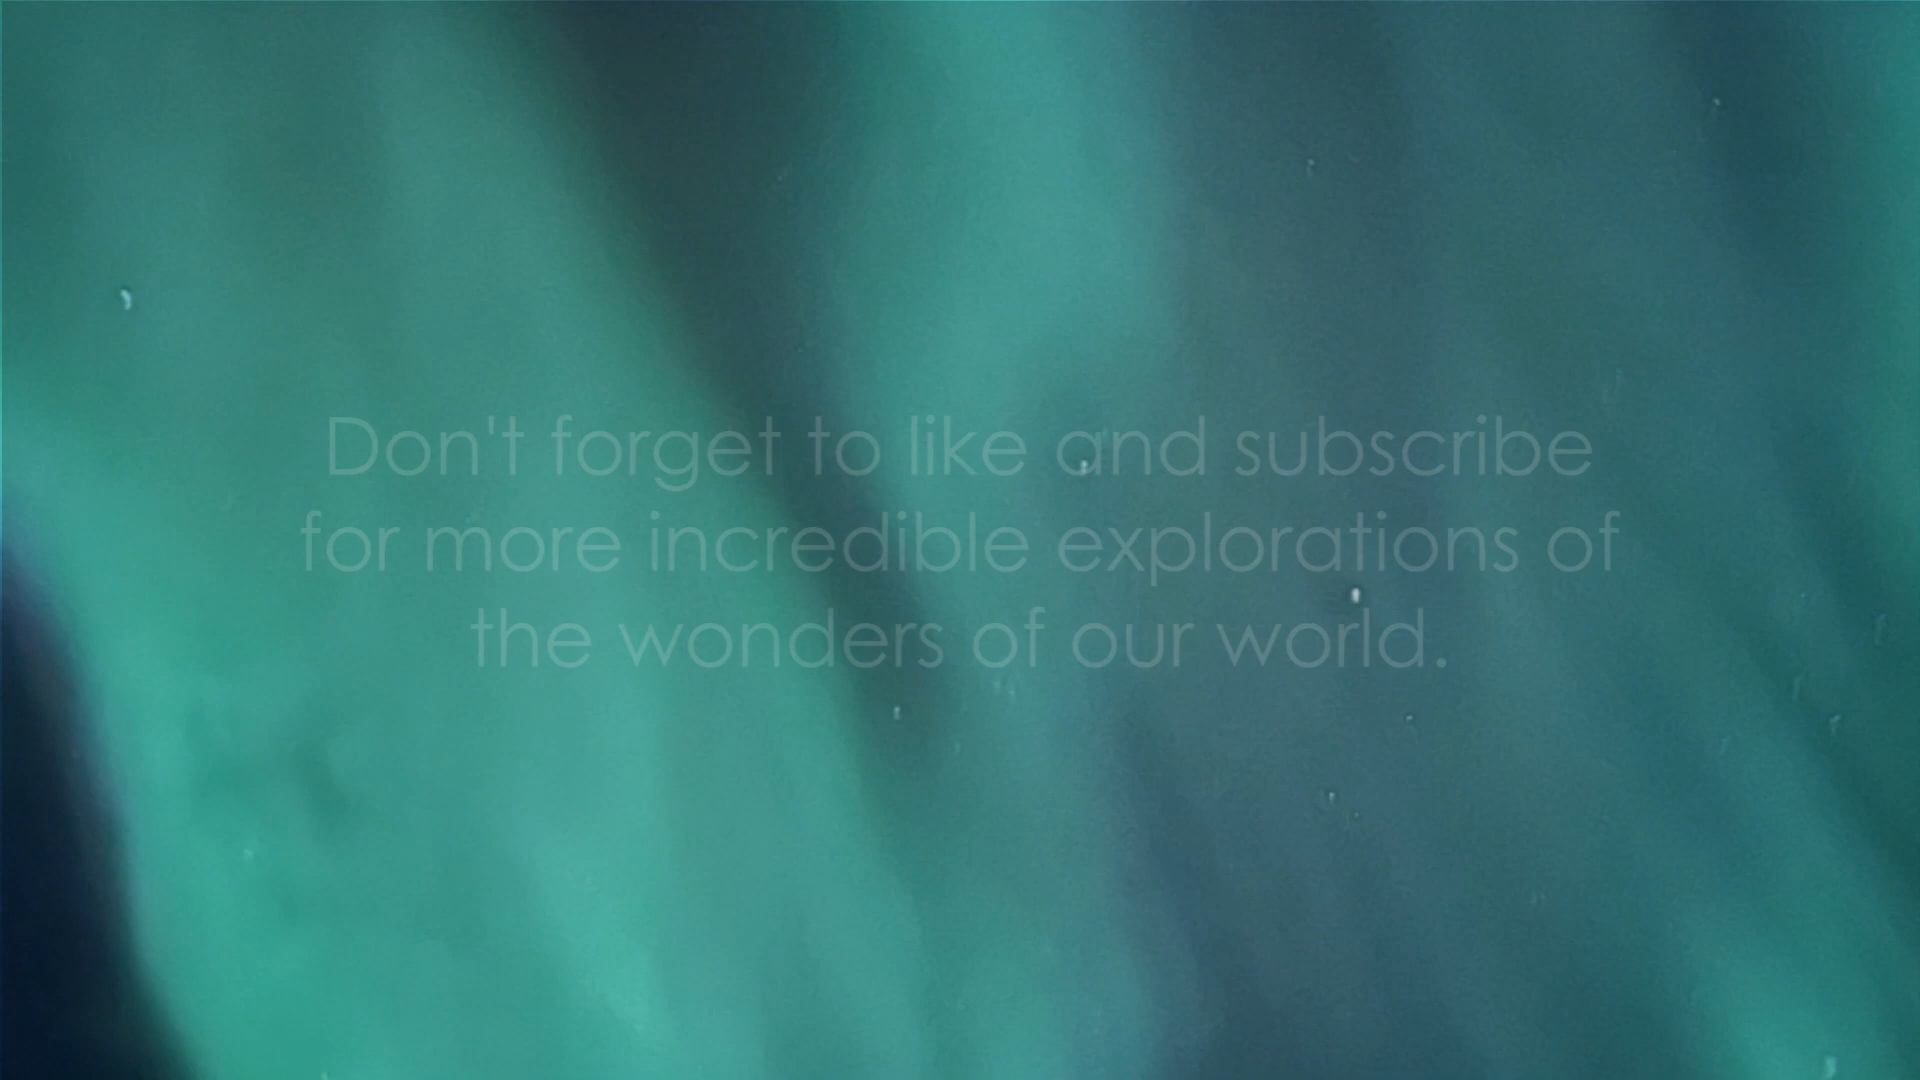 Don't forget to like and subscribe
for more incredible explorations of
the wonders of our world.